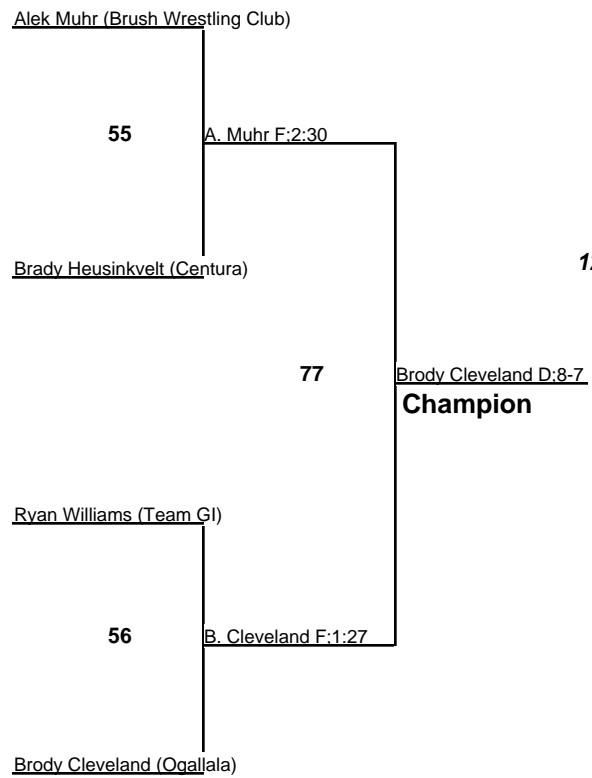 Alek Muhr (Brush Wrestling Club)
55
A. Muhr F;2:30
Brady Heusinkvelt (Centura)
77
Brody Cleveland D;8-7
Champion
Ryan Williams (Team GI)
56
B. Cleveland F;1:27
Brody Cleveland (Ogallala)